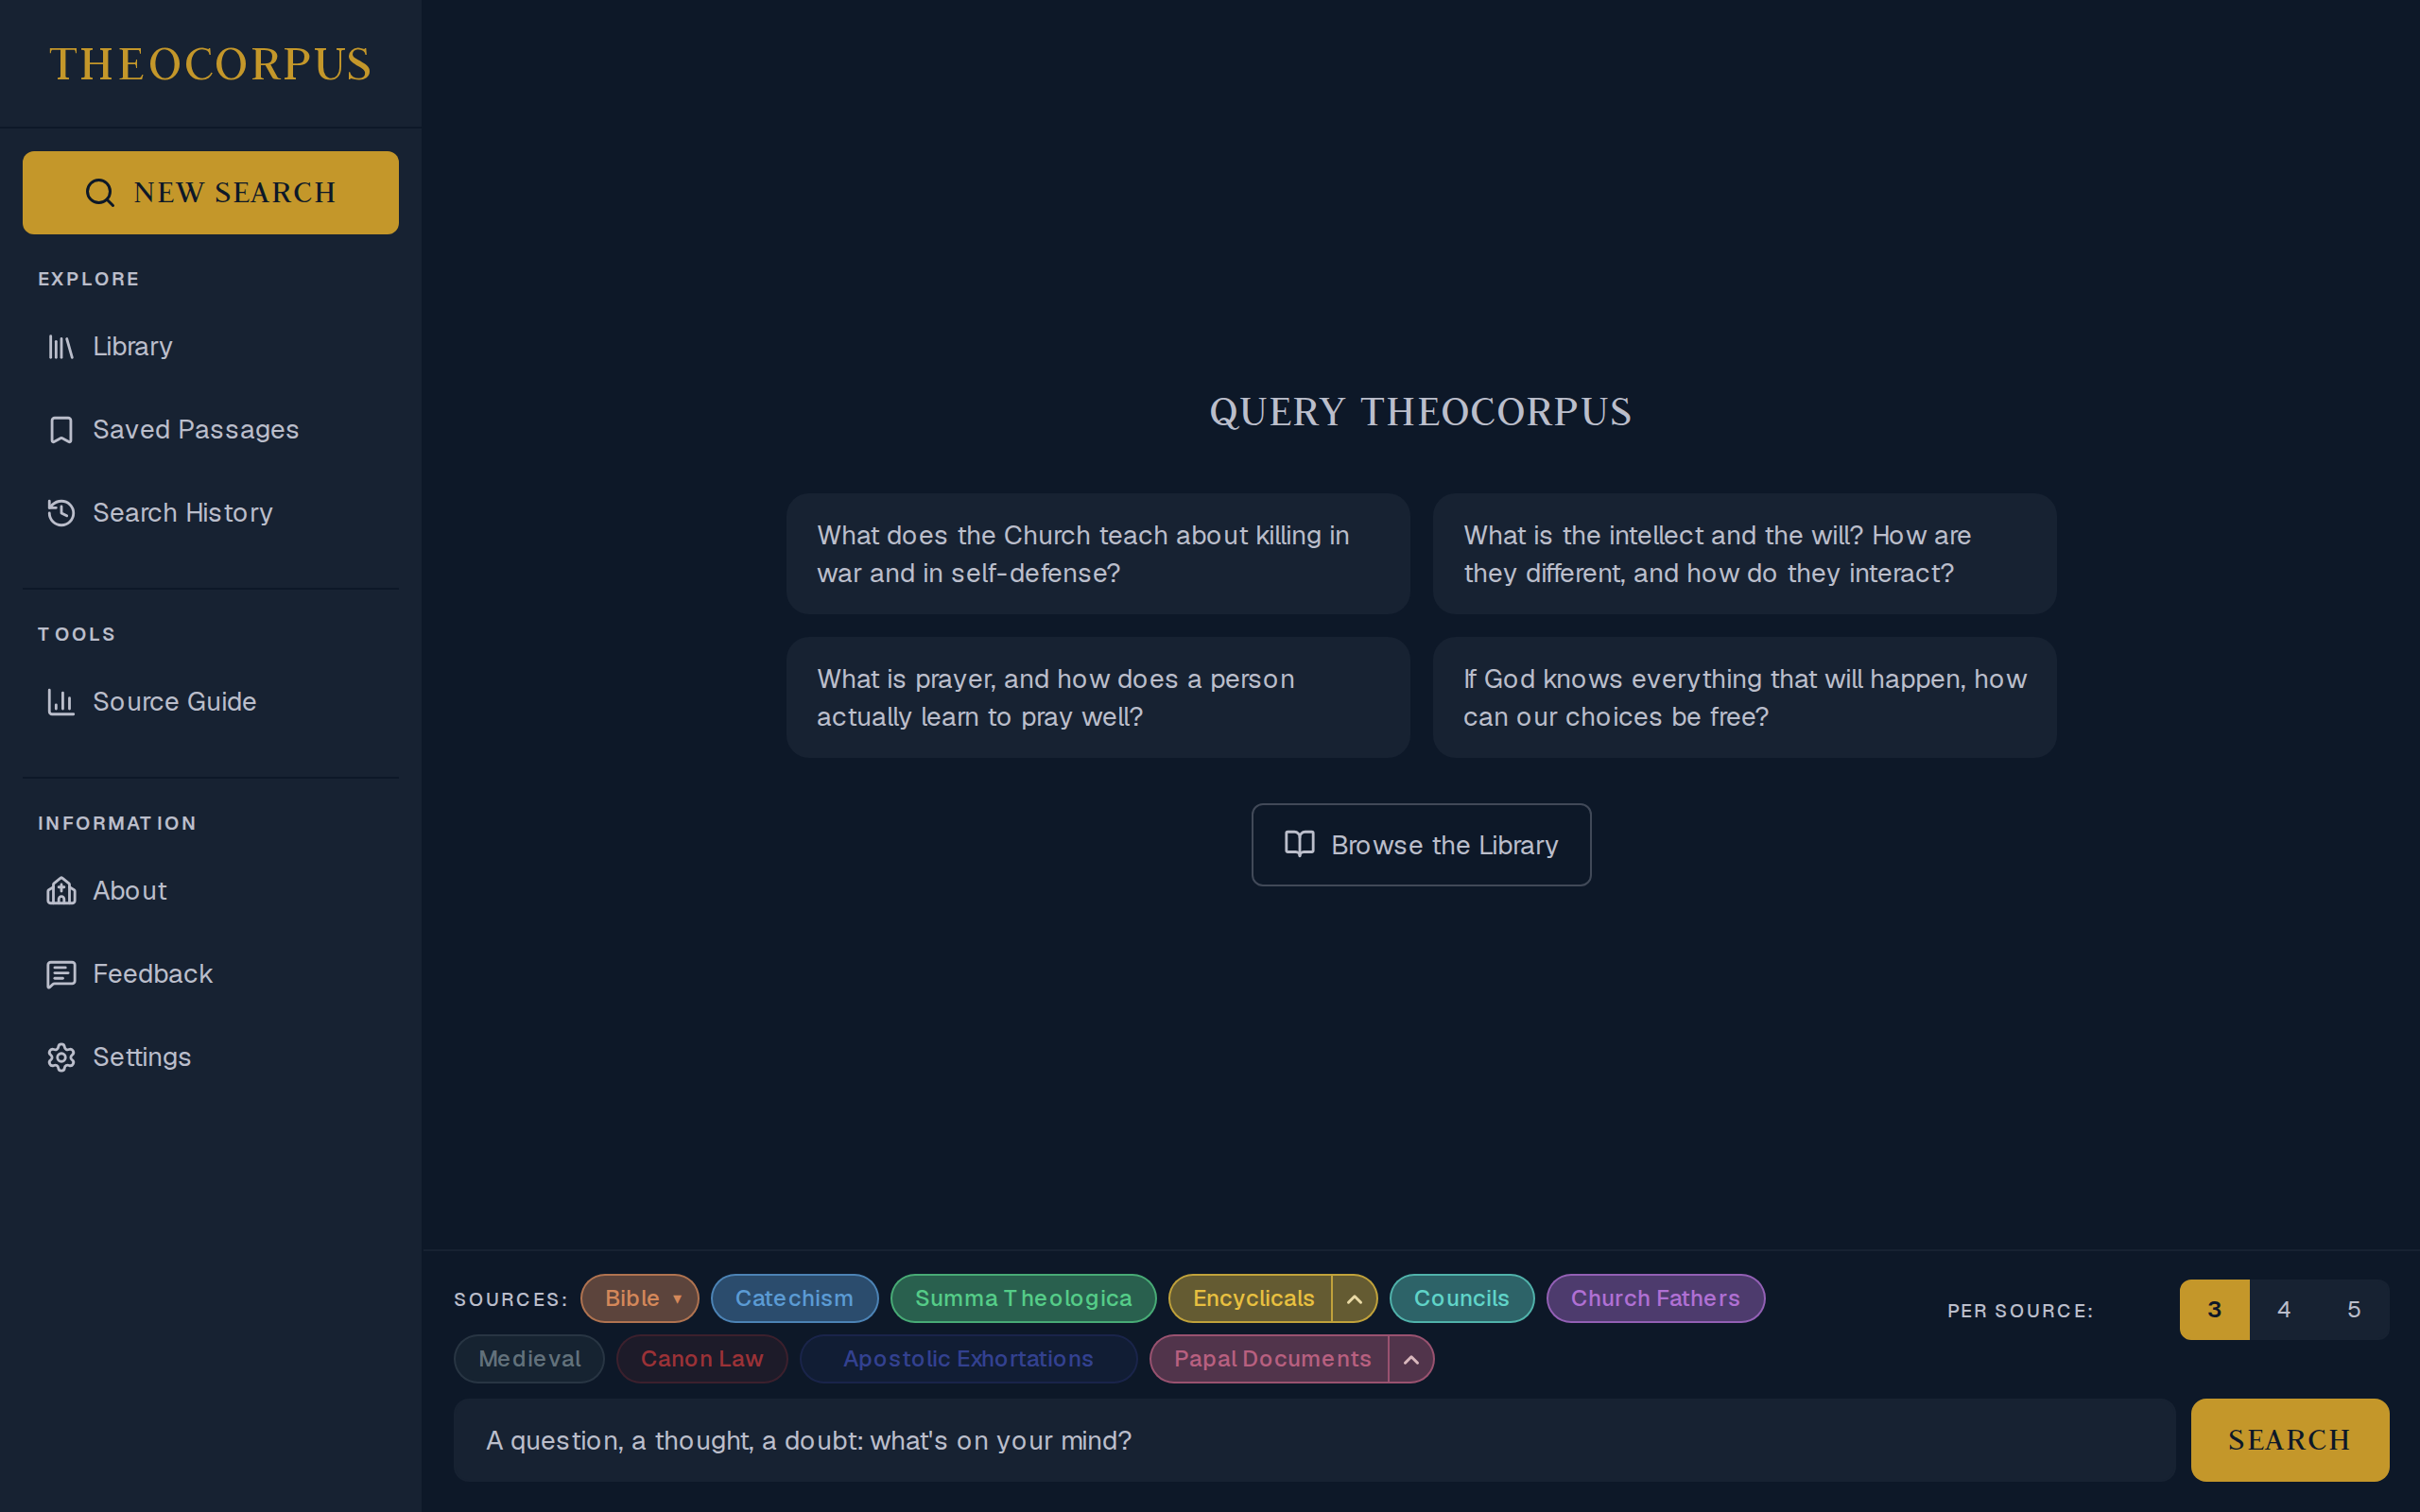 THEOCORPUS
NEW SEARCH
EXPLORE
Library
Saved Passages
Search History
TOOLS
Source Guide
INFORMATION
About
Feedback
Settings
QUERY THEOCORPUS
What does the Church teach about killing in
war and in self-defense?
What is the intellect and the will? How are
they different, and how do they interact?
What is prayer, and how does a person
actually learn to pray well?
If God knows everything that will happen, how
can our choices be free?
Browse the Library
SOURCES: Bible Catechism Summa Theologica Encyclicals Councils Church Fathers
Medieval Canon Law Apostolic Exhortations Papal Documents
PER SOURCE: 3 4 5
A question, a thought, a doubt: what's on your mind?
SEARCH